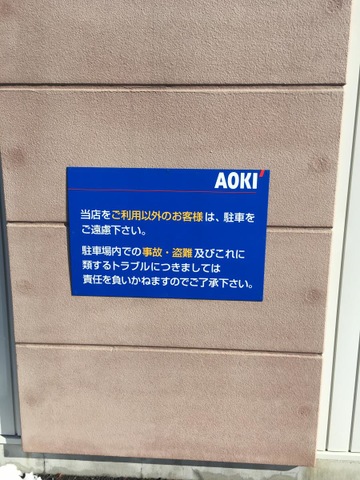 AOKI
当店をご利用以外のお客様は、駐車を
ご遠慮下さい。
駐車場内での事故・盗難及びこれに
類するトラブルにつきましては
責任を負いかねますのでご了承下さい。